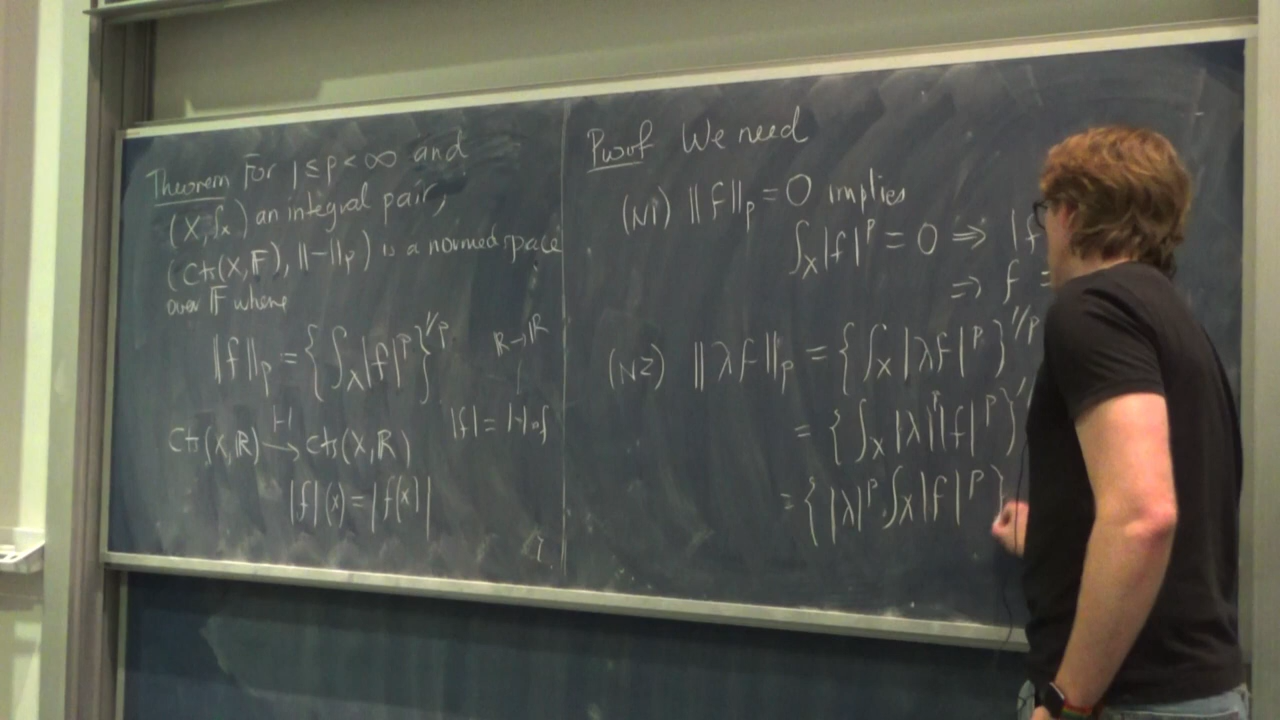 Theorem For 1 ≤ p < ∞ and
(X, ∫x) an integral pair,
(Cts(X,F), ||-||p) is a normed space
over F where
||f||p = { ∫x |f|^p }^1/p
R→R
Cts(X,R) →|-| Cts(X,R)
|f| = |-|∘f
|f|(x) = |f(x)|
Proof We need
(N1) ||f||p = 0 implies
∫x |f|^p = 0 ⇒ |f
⇒ f =
(N2) ||λf||p = { ∫x |λf|^p }^1/p
= { ∫x |λ|^p |f|^p }
= { |λ|^p · ∫x |f|^p }